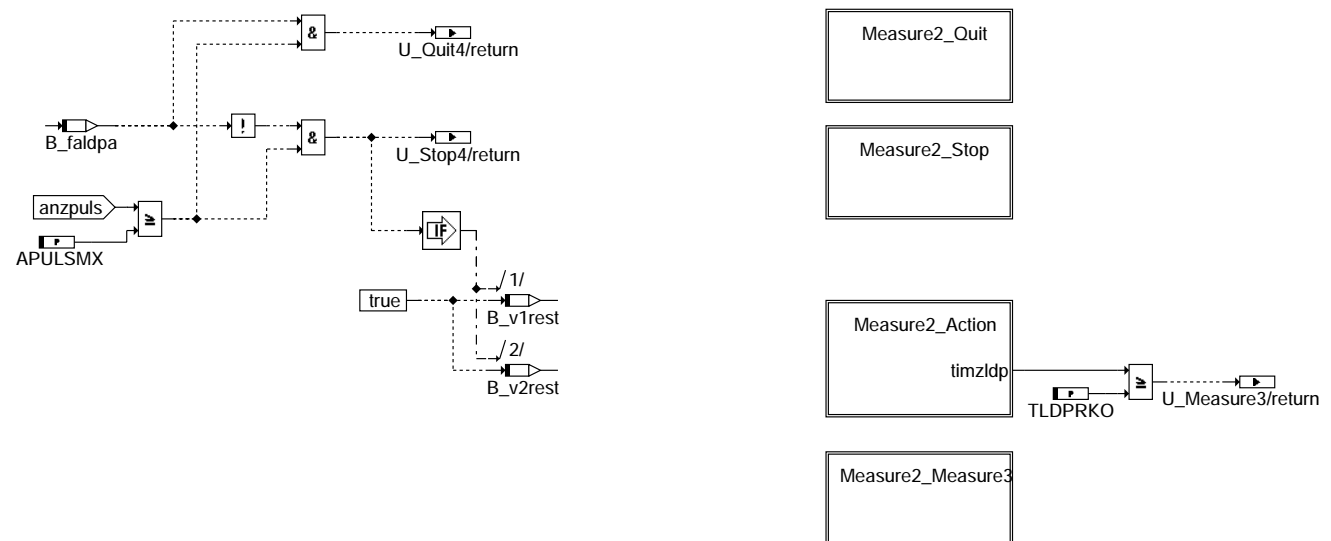 Measure2_Quit
&
U_Quit4/return
B_faldpa
!
&
U_Stop4/return
Measure2_Stop
anzpuls
≥
P
APULSMX
IF
true
/1/
B_v1rest
/2/
B_v2rest
Measure2_Action
timzldp
≥
P
TLDPRKO
U_Measure3/return
Measure2_Measure3